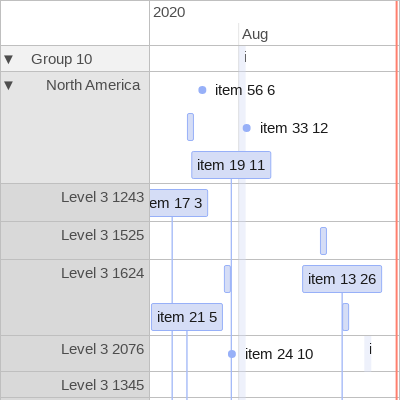 2020
Aug
▼ Group 10 i
▼ North America item 56 6
item 33 12
item 19 11
Level 3 1243 em 17 3
Level 3 1525
Level 3 1624 item 13 26
item 21 5
Level 3 2076 item 24 10 i
Level 3 1345